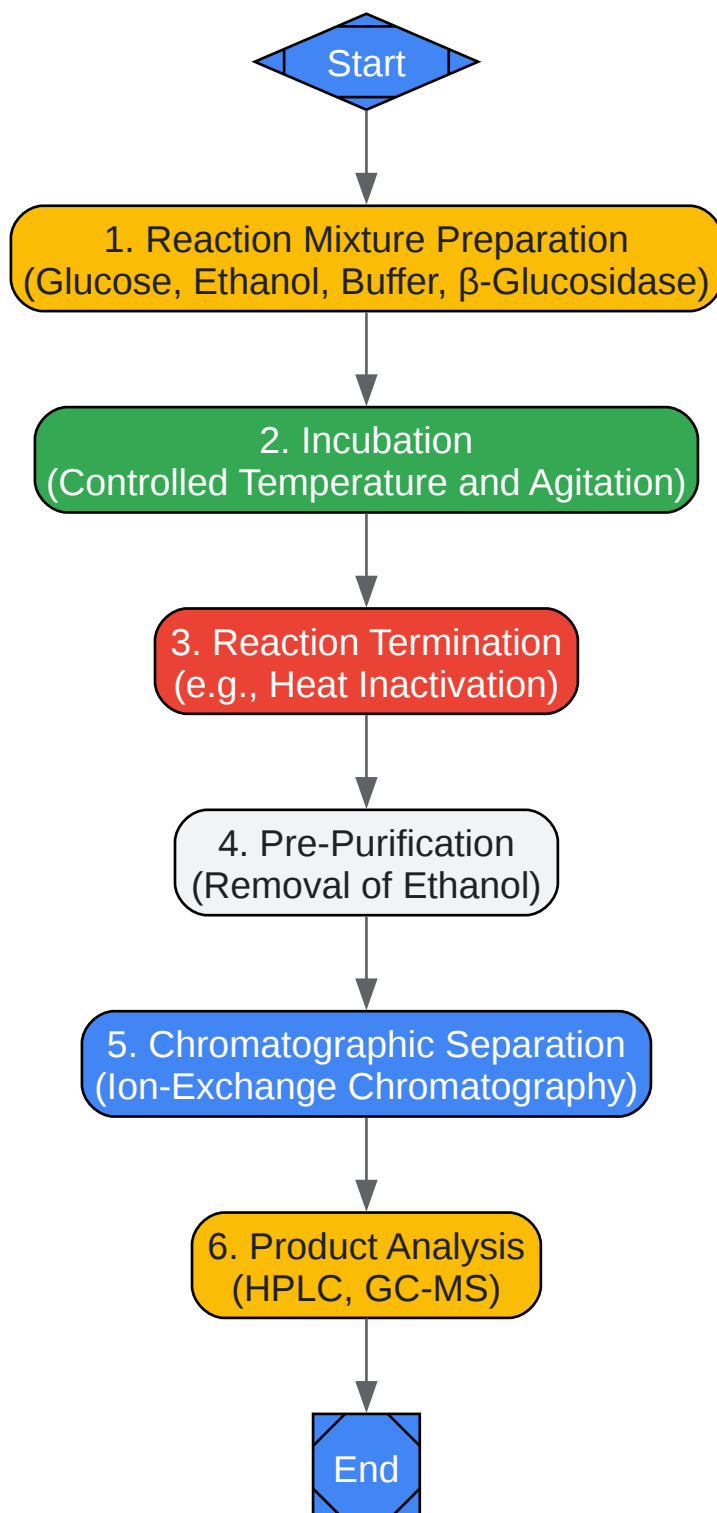 Start
1. Reaction Mixture Preparation
(Glucose, Ethanol, Buffer, β-Glucosidase)
2. Incubation
(Controlled Temperature and Agitation)
3. Reaction Termination
(e.g., Heat Inactivation)
4. Pre-Purification
(Removal of Ethanol)
5. Chromatographic Separation
(Ion-Exchange Chromatography)
6. Product Analysis
(HPLC, GC-MS)
End